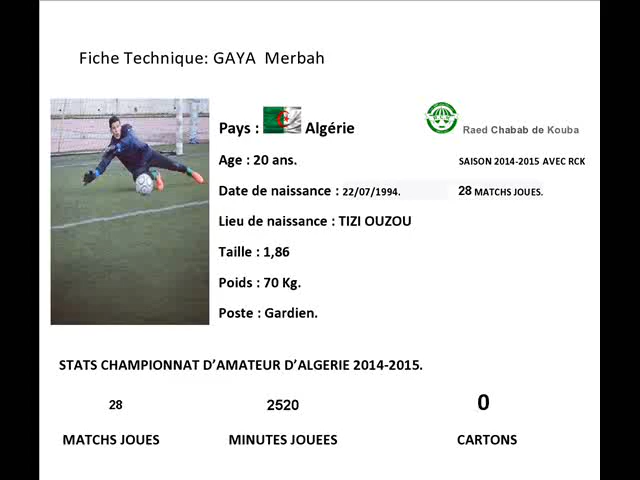 Fiche Technique: GAYA Merbah
Pays : Algérie
Raed Chabab de Kouba
Age : 20 ans.
SAISON 2014-2015 AVEC RCK
Date de naissance : 22/07/1994.
28 MATCHS JOUES.
Lieu de naissance : TIZI OUZOU
Taille : 1,86
Poids : 70 Kg.
Poste : Gardien.
STATS CHAMPIONNAT D’AMATEUR D’ALGERIE 2014-2015.
28 2520 0
MATCHS JOUES MINUTES JOUEES CARTONS